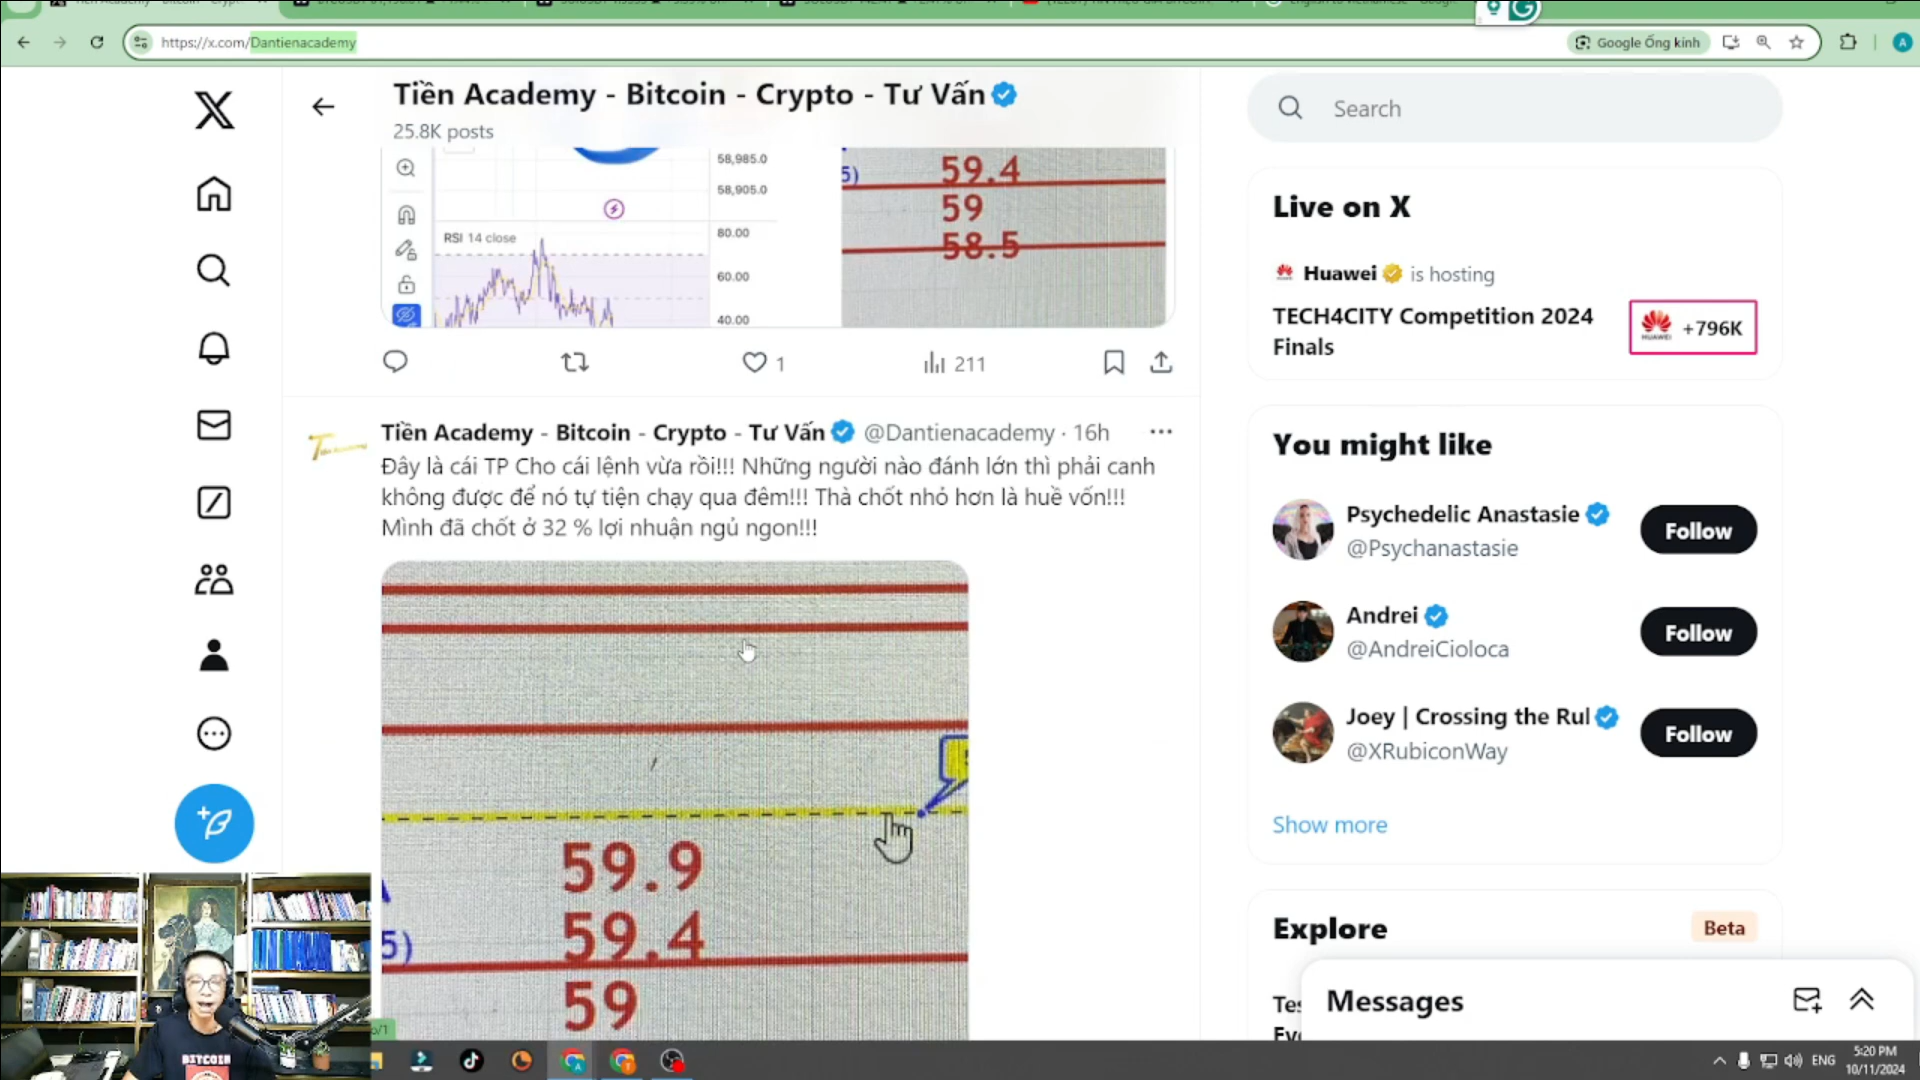 https://x.com/Dantienacademy
Google Ống kính
A
Tiền Academy - Bitcoin - Crypto - Tư Vấn
25.8K posts
58,985.0
58,905.0
RSI 14 close
80.00
60.00
40.00
5)
59.4
59
58.5
1
211
Tiền Academy - Bitcoin - Crypto - Tư Vấn @Dantienacademy · 16h
Đây là cái TP Cho cái lệnh vừa rồi!!! Những người nào đánh lớn thì phải canh
không được để nó tự tiện chạy qua đêm!!! Thà chốt nhỏ hơn là huề vốn!!!
Mình đã chốt ở 32 % lợi nhuận ngủ ngon!!!
59.9
59.4
5)
59
Search
Live on X
Huawei is hosting
TECH4CITY Competition 2024
Finals
HUAWEI
+796K
You might like
Psychedelic Anastasie
@Psychanastasie
Follow
Andrei
@AndreiCioloca
Follow
Joey | Crossing the Rul
@XRubiconWay
Follow
Show more
Explore
Beta
Messages
BITCOIN
ENG
5:20 PM
10/11/2024